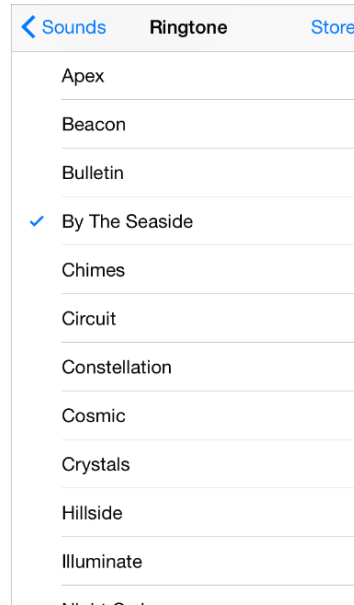 Sounds Ringtone Store
Apex
Beacon
Bulletin
By The Seaside
Chimes
Circuit
Constellation
Cosmic
Crystals
Hillside
Illuminate